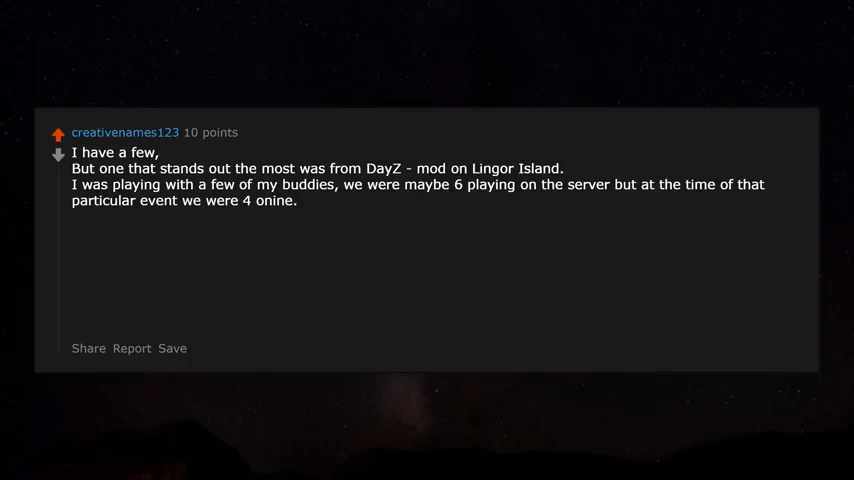 creativenames123 10 points
I have a few,
But one that stands out the most was from DayZ - mod on Lingor Island.
I was playing with a few of my buddies, we were maybe 6 playing on the server but at the time of that
particular event we were 4 onine.
Share Report Save